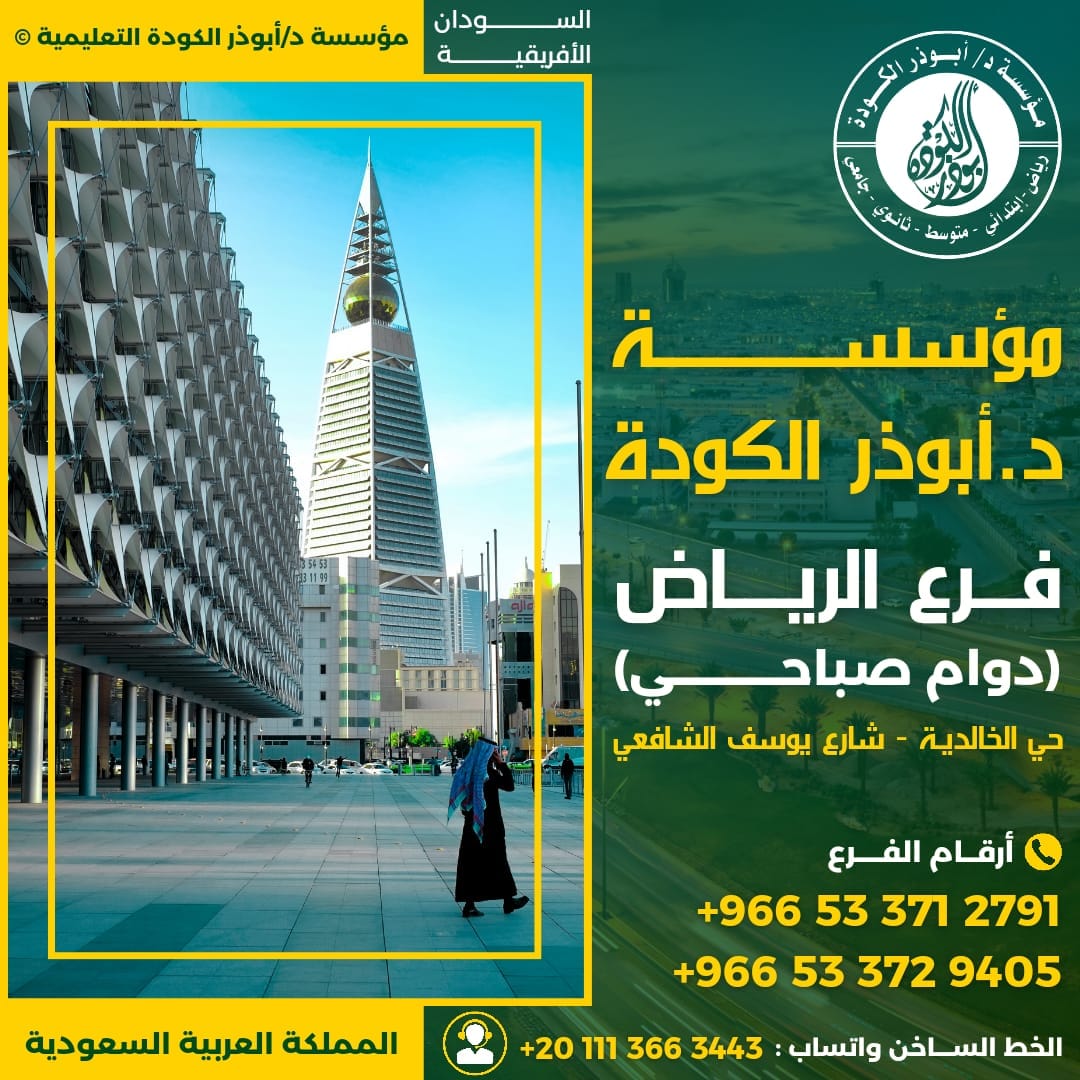 مؤسسة د/أبوذر الكودة التعليمية ©
السودان
الأفريقية
مؤسسة د/ أبوذر الكودة
أبوذر الكودة
رياض - إبتدائي - متوسط - ثانوي - جامعي
مؤسسة
د.أبوذر الكودة
فرع الرياض
(دوام صباحي)
حي الخالدية - شارع يوسف الشافعي
أرقام الفرع
+966 53 371 2791
+966 53 372 9405
الخط الساخن واتساب : +20 111 366 3443
المملكة العربية السعودية